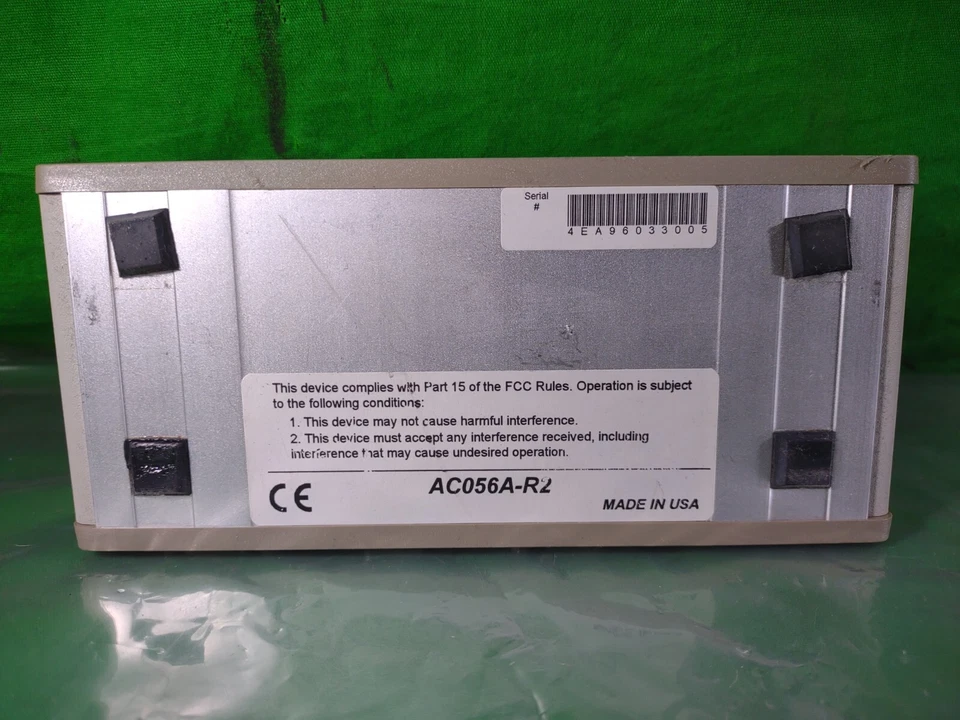 Serial
#
4EA96033005
This device complies with Part 15 of the FCC Rules. Operation is subject
to the following conditions:
1. This device may not cause harmful interference.
2. This device must accept any interference received, including
interference that may cause undesired operation.
CE
AC056A-R2
MADE IN USA